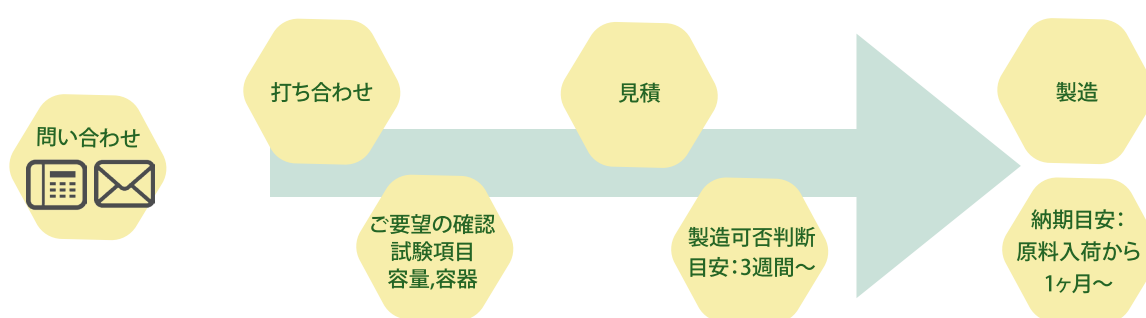 問い合わせ
打ち合わせ
ご要望の確認
試験項目
容量,容器
見積
製造可否判断
目安：3週間～
製造
納期目安：
原料入荷から
1ヶ月～